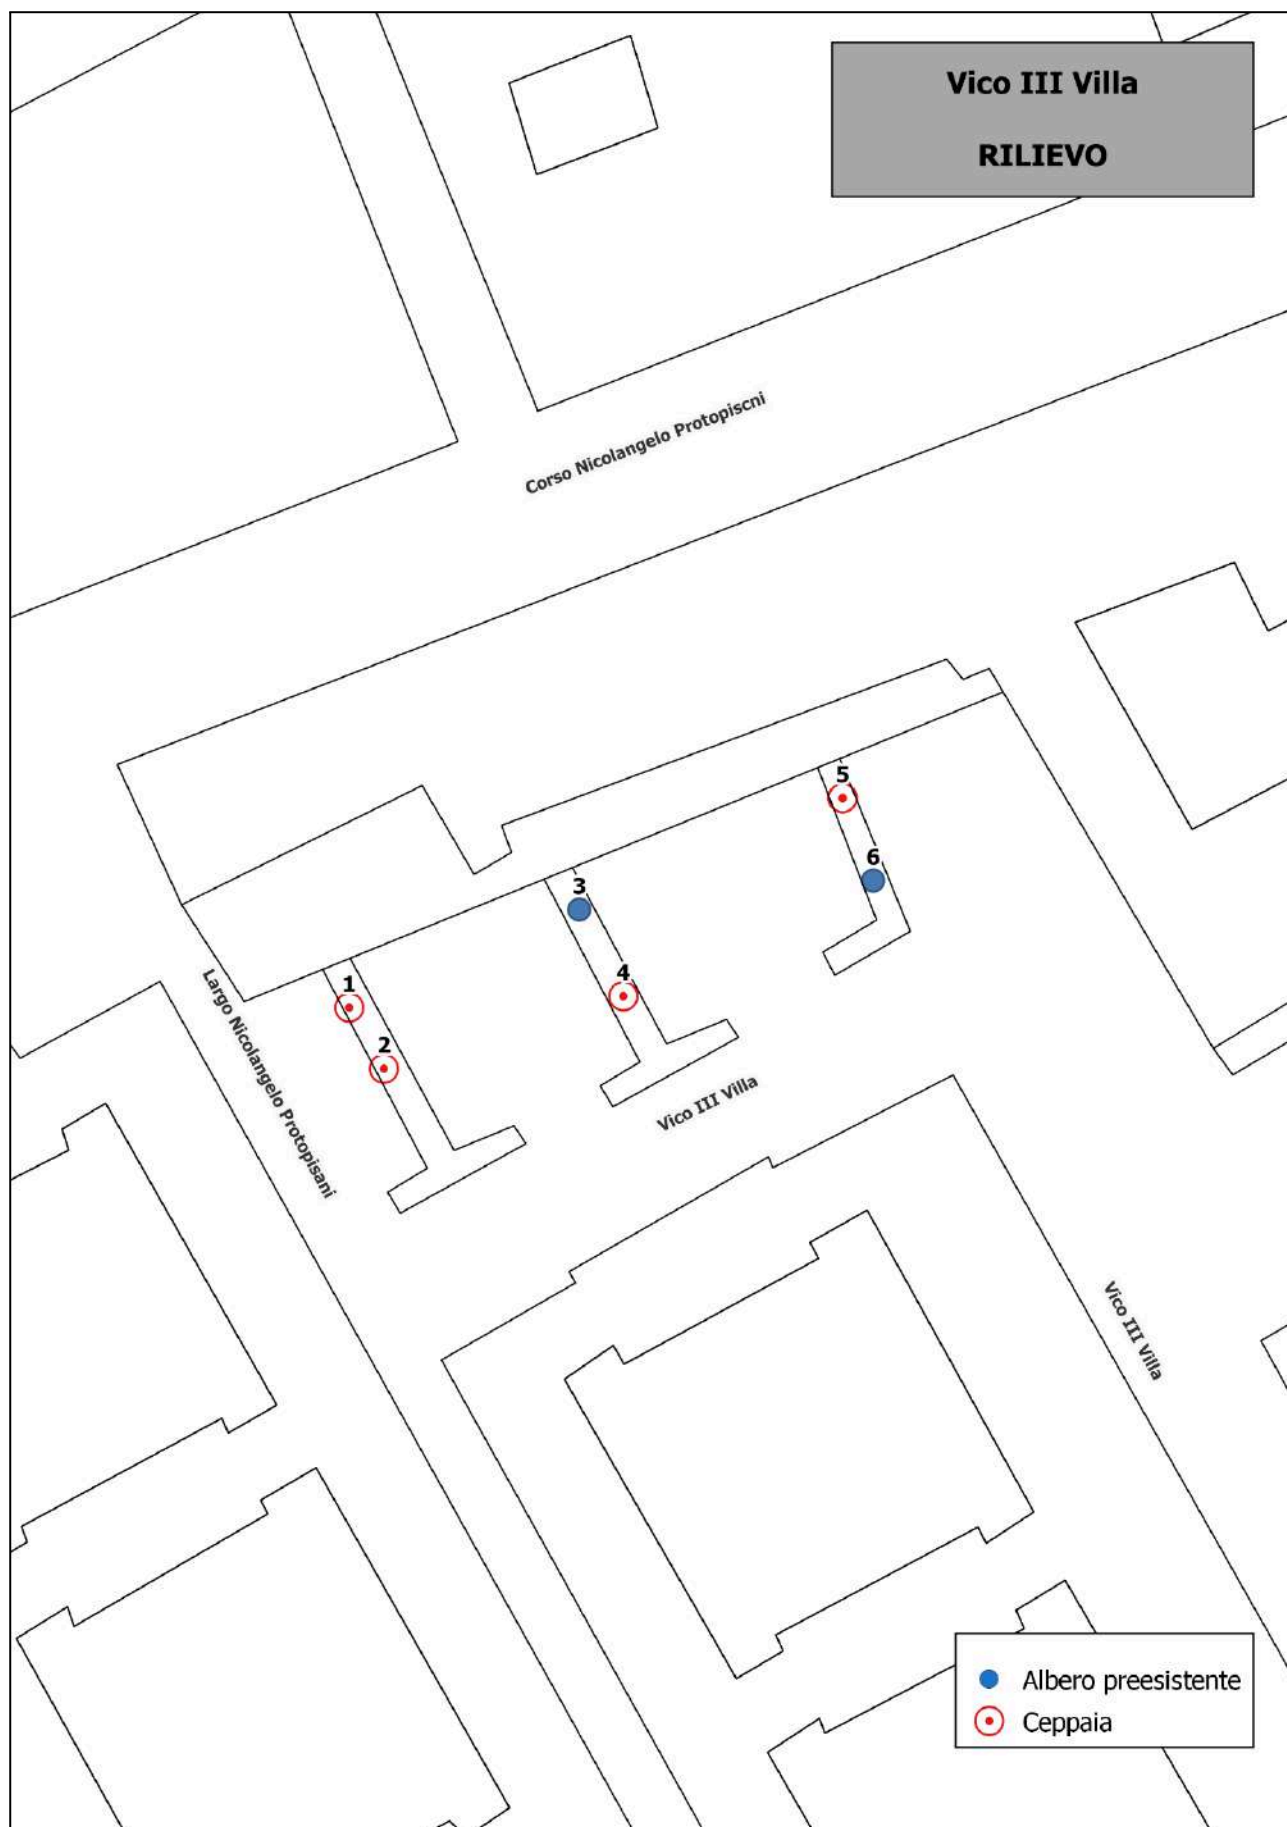 Vico III Villa
RILIEVO
Corso Nicolangelo Protopiscni
5
6
3
4
1
2
Largo Nicolangelo Protopisani
Vico III Villa
Vico III Villa
Albero preesistente
Ceppaia